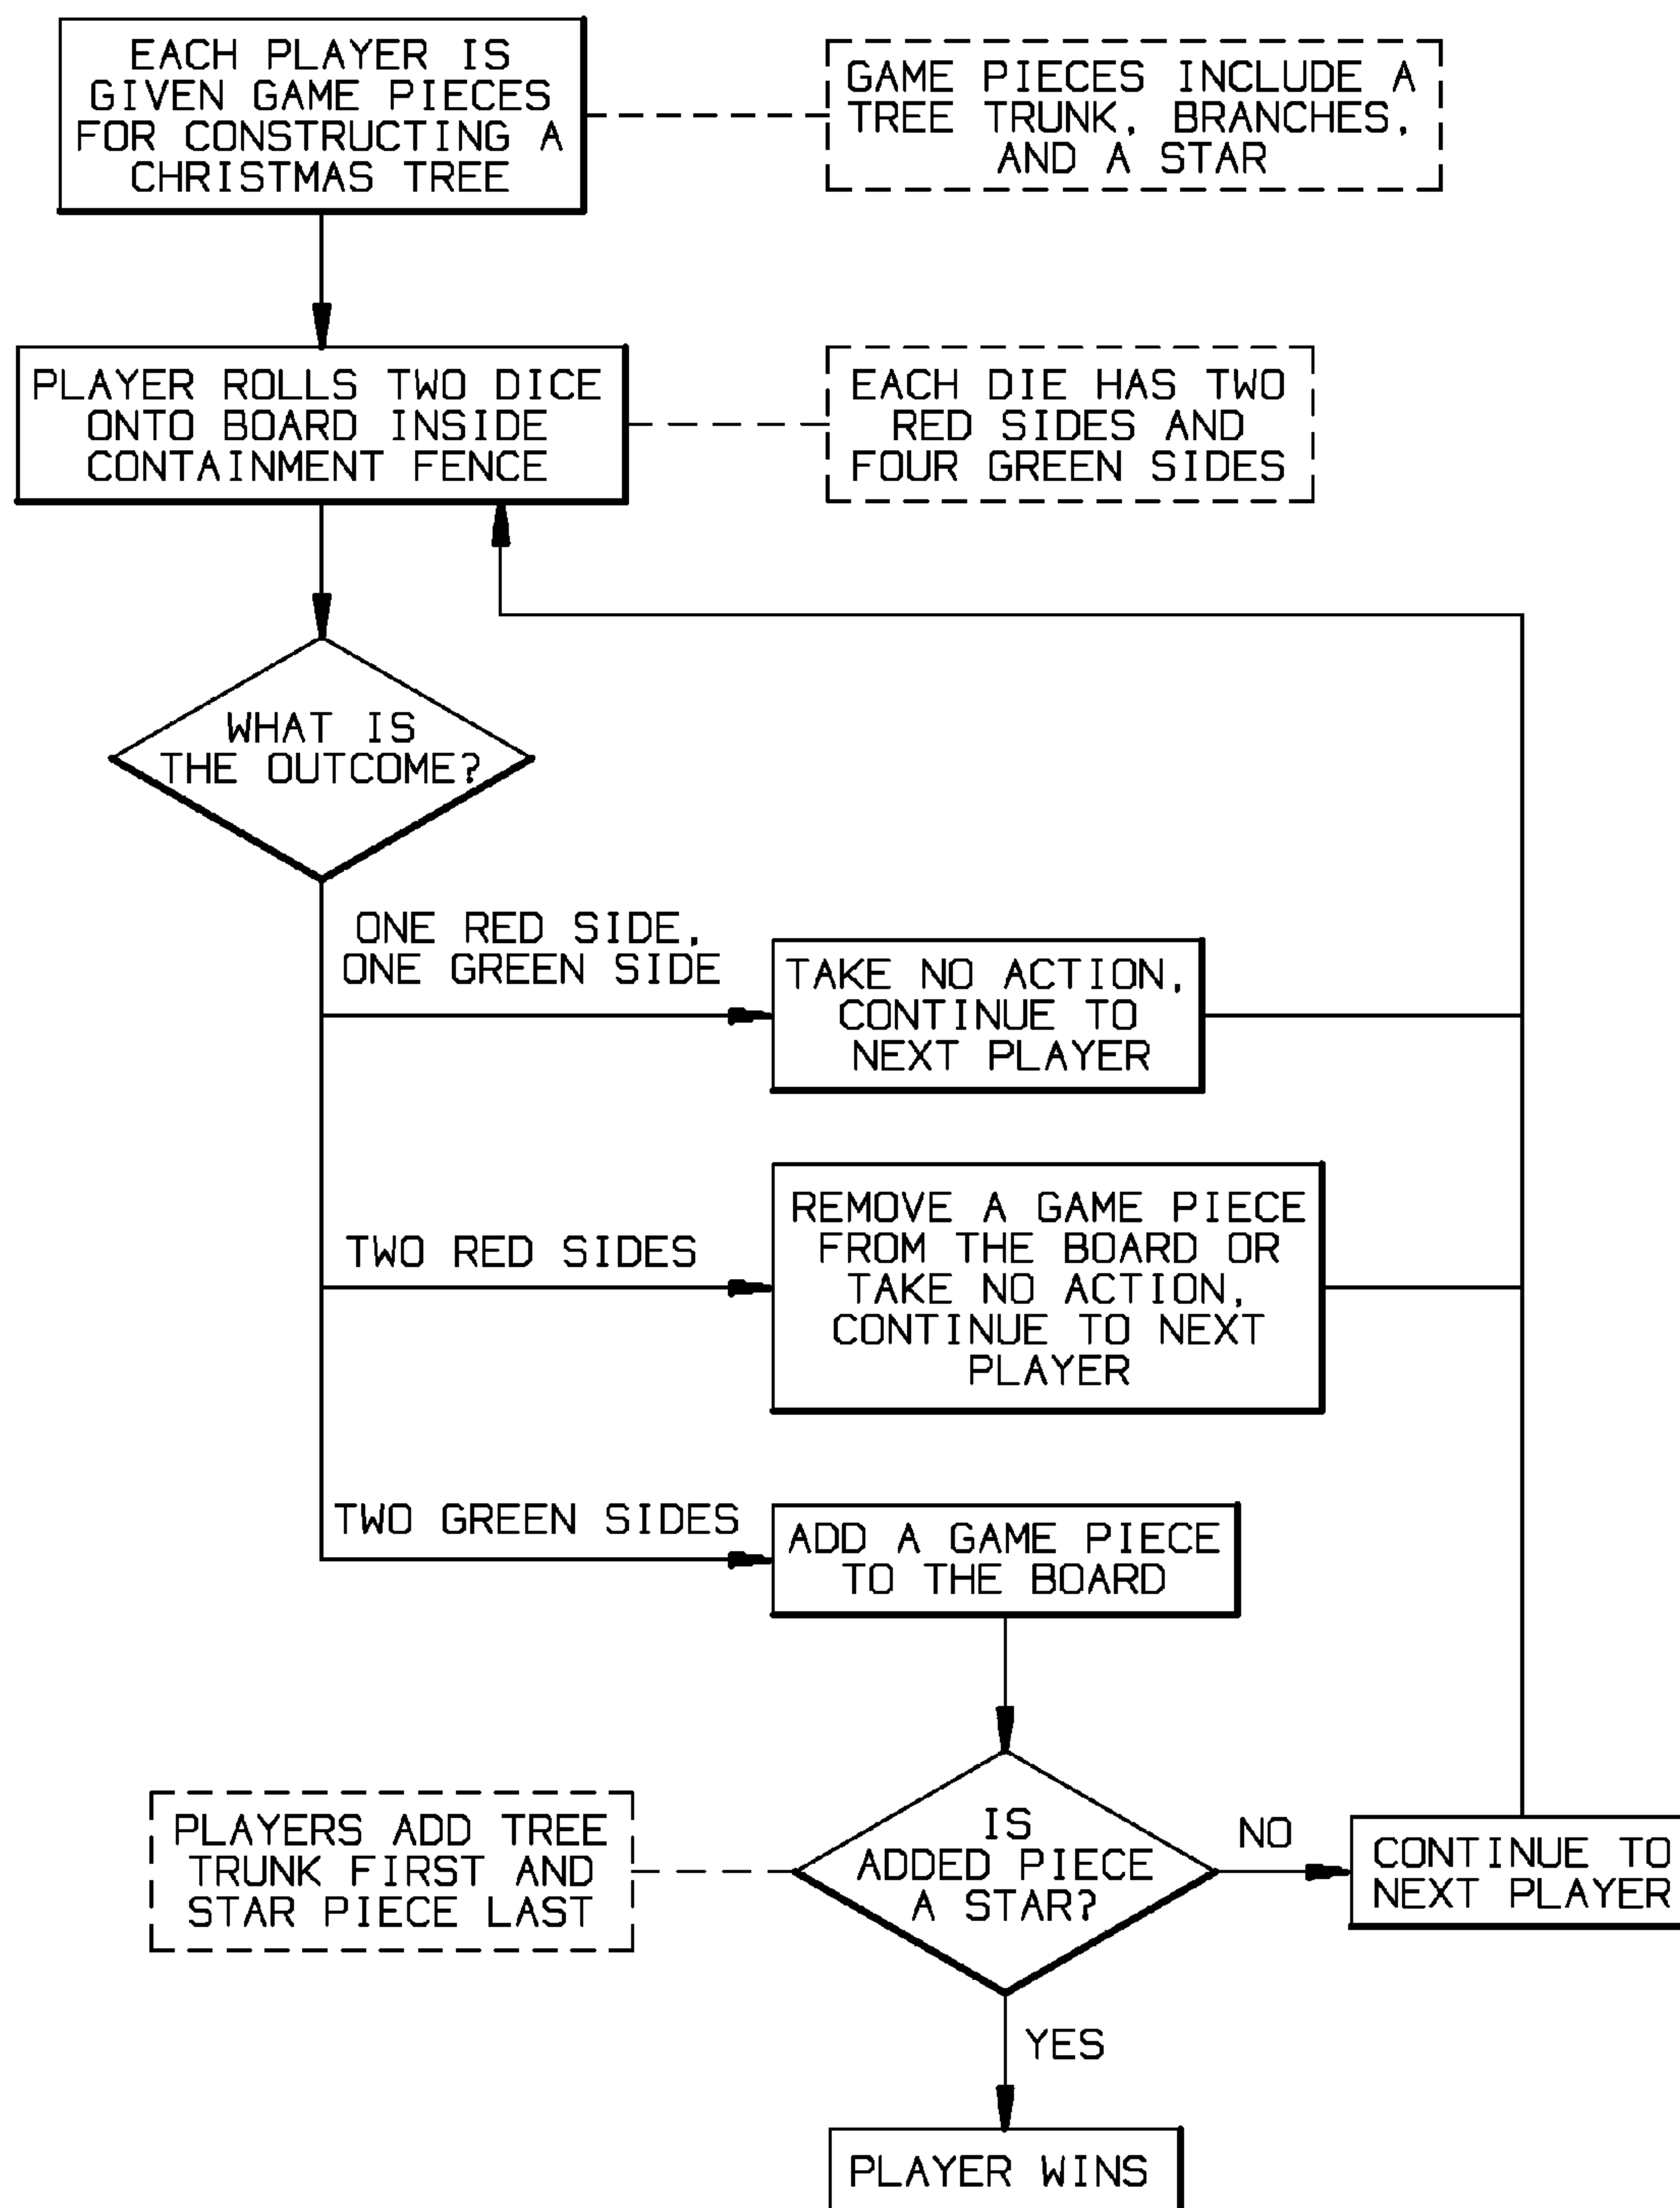 EACH PLAYER IS
GIVEN GAME PIECES
FOR CONSTRUCTING A
CHRISTMAS TREE
GAME PIECES INCLUDE A
TREE TRUNK, BRANCHES,
AND A STAR
PLAYER ROLLS TWO DICE
ONTO BOARD INSIDE
CONTAINMENT FENCE
EACH DIE HAS TWO
RED SIDES AND
FOUR GREEN SIDES
WHAT IS
THE OUTCOME?
ONE RED SIDE,
ONE GREEN SIDE
TAKE NO ACTION,
CONTINUE TO
NEXT PLAYER
TWO RED SIDES
REMOVE A GAME PIECE
FROM THE BOARD OR
TAKE NO ACTION,
CONTINUE TO NEXT
PLAYER
TWO GREEN SIDES
ADD A GAME PIECE
TO THE BOARD
PLAYERS ADD TREE
TRUNK FIRST AND
STAR PIECE LAST
IS
ADDED PIECE
A STAR?
NO
CONTINUE TO
NEXT PLAYER
YES
PLAYER WINS